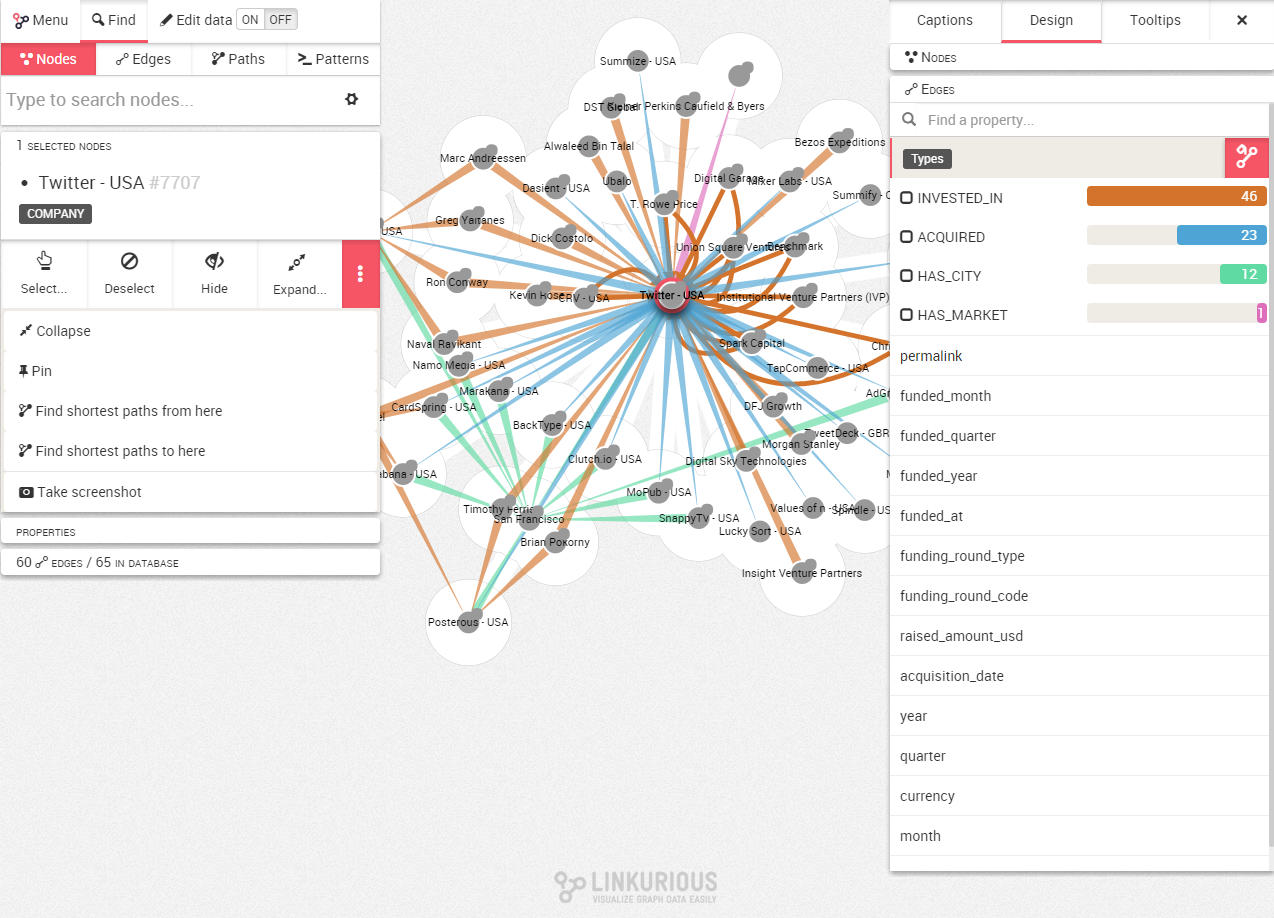 Menu
Find
Edit data
ON
OFF
Nodes
Edges
Paths
Patterns
Type to search nodes...
1 SELECTED NODES
• Twitter - USA #7707
COMPANY
Select...
Deselect
Hide
Expand...
Collapse
Pin
Find shortest paths from here
Find shortest paths to here
Take screenshot
PROPERTIES
60 EDGES / 65 IN DATABASE
Summize - USA
DST Global
Kleiner Perkins Caufield & Byers
Alwaleed Bin Talal
Bezos Expeditions
Marc Andreessen
Dasient - USA
Ubalo
Digital Garage
Mixer Labs - USA
T. Rowe Price
Summify - C
Greg Yaitanes
USA
Dick Costolo
Union Square Ventures
Benchmark
Ron Conway
Kevin Rose
CRV - USA
Twitter - USA
Institutional Venture Partners (IVP)
Naval Ravikant
Spark Capital
Chr
Namo Media - USA
TapCommerce - USA
Marakana - USA
AdGr
CardSpring - USA
DFJ Growth
BackType - USA
TweetDeck - GBR
Morgan Stanley
Clutch.io - USA
Digital Sky Technologies
abana - USA
MoPub - USA
Timothy Ferriss
San Francisco
SnappyTV - USA
Values of n - USA
Spindle - US
Lucky Sort - USA
Brian Pokorny
Insight Venture Partners
Posterous - USA
LINKURIOUS
VISUALIZE GRAPH DATA EASILY
Captions
Design
Tooltips
NODES
EDGES
Find a property...
Types
INVESTED_IN 46
ACQUIRED 23
HAS_CITY 12
HAS_MARKET 1
permalink
funded_month
funded_quarter
funded_year
funded_at
funding_round_type
funding_round_code
raised_amount_usd
acquisition_date
year
quarter
currency
month